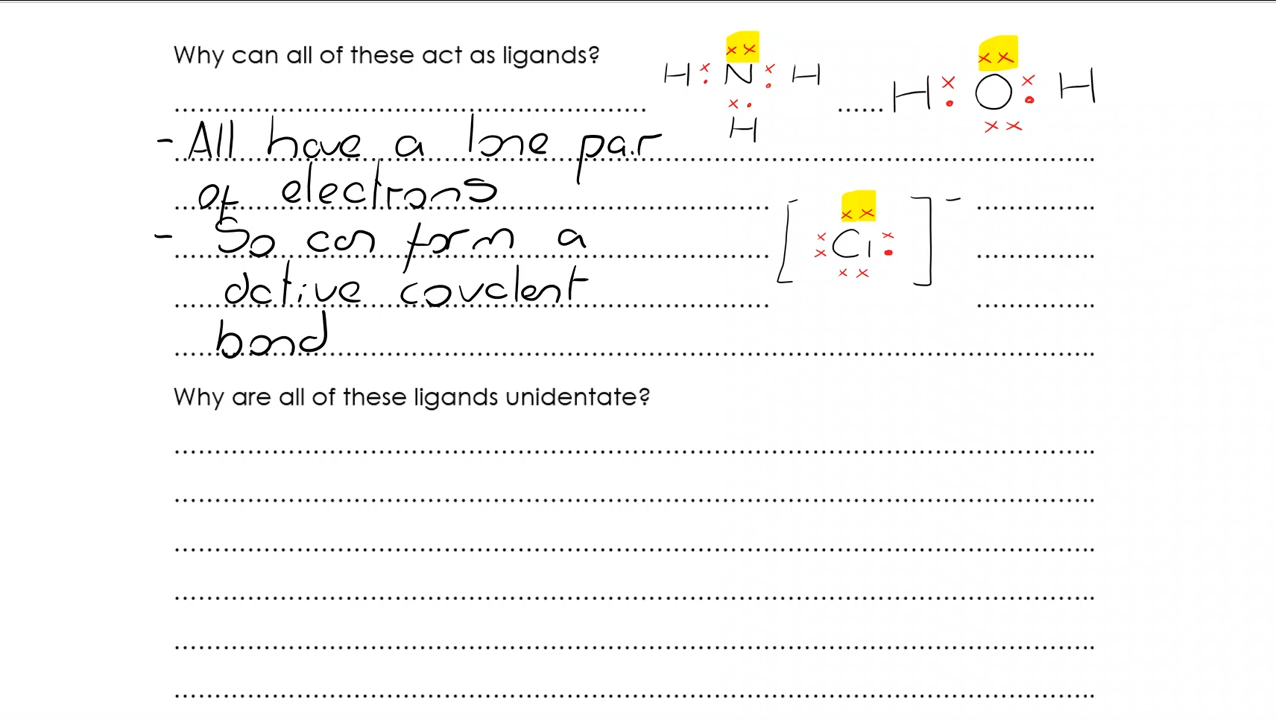 Why can all of these act as ligands?
H N H
H
H O H
- All have a lone pair
of electrons
- So can form a
dative covalent
bond
[Cl]-
Why are all of these ligands unidentate?